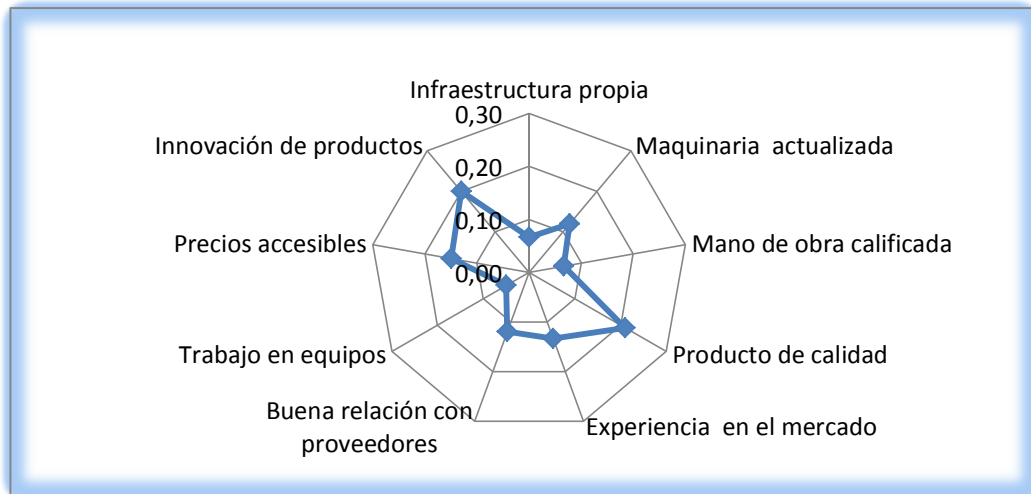 Infraestructura propia
0,30
Innovación de productos
Maquinaria actualizada
0,20
0,10
Precios accesibles
Mano de obra calificada
0,00
Trabajo en equipos
Producto de calidad
Buena relación con
proveedores
Experiencia en el mercado